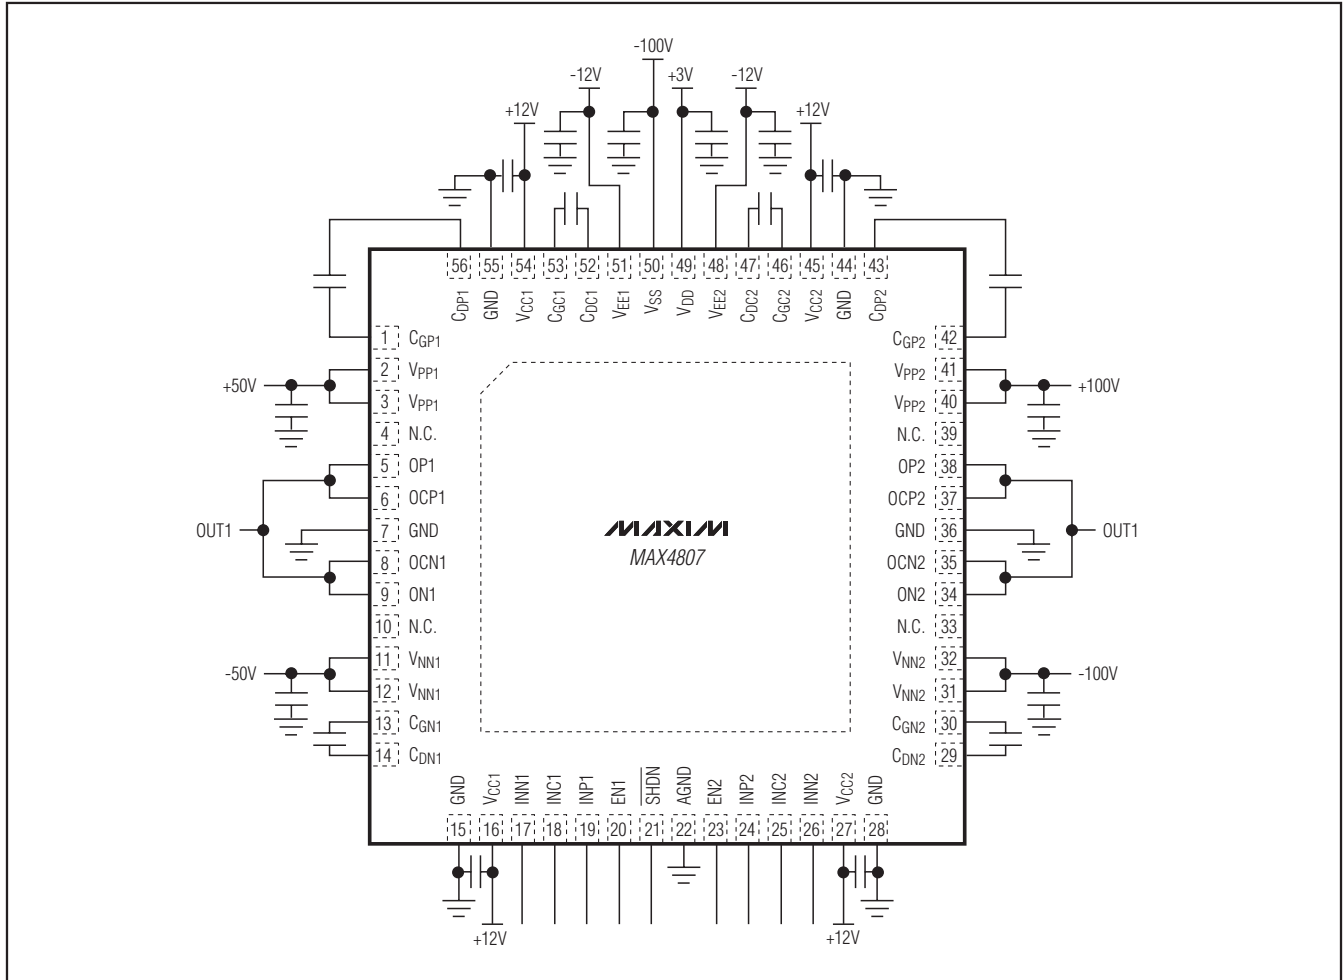 -100V
-12V +3V -12V
+12V +12V
56 55 54 53 52 51 50 49 48 47 46 45 44 43
CDP1 GND VCC1 CGC1 CDC1 VEE1 VSS VDD VEE2 CDC2 CGC2 VCC2 GND CDP2
1 CGP1 CGP2 42
2 VPP1 VPP2 41
+50V +100V
3 VPP1 VPP2 40
4 N.C. N.C. 39
5 OP1 OP2 38
6 OCP1 OCP2 37
OUT1 7 GND GND 36 OUT1
MAXIM
MAX4807
8 OCN1 OCN2 35
9 ON1 ON2 34
10 N.C. N.C. 33
11 VNN1 VNN2 32
-50V -100V
12 VNN1 VNN2 31
13 CGN1 CGN2 30
14 CDN1 CDN2 29
GND VCC1 INN1 INC1 INP1 EN1 SHDN AGND EN2 INP2 INC2 INN2 VCC2 GND
15 16 17 18 19 20 21 22 23 24 25 26 27 28
+12V +12V